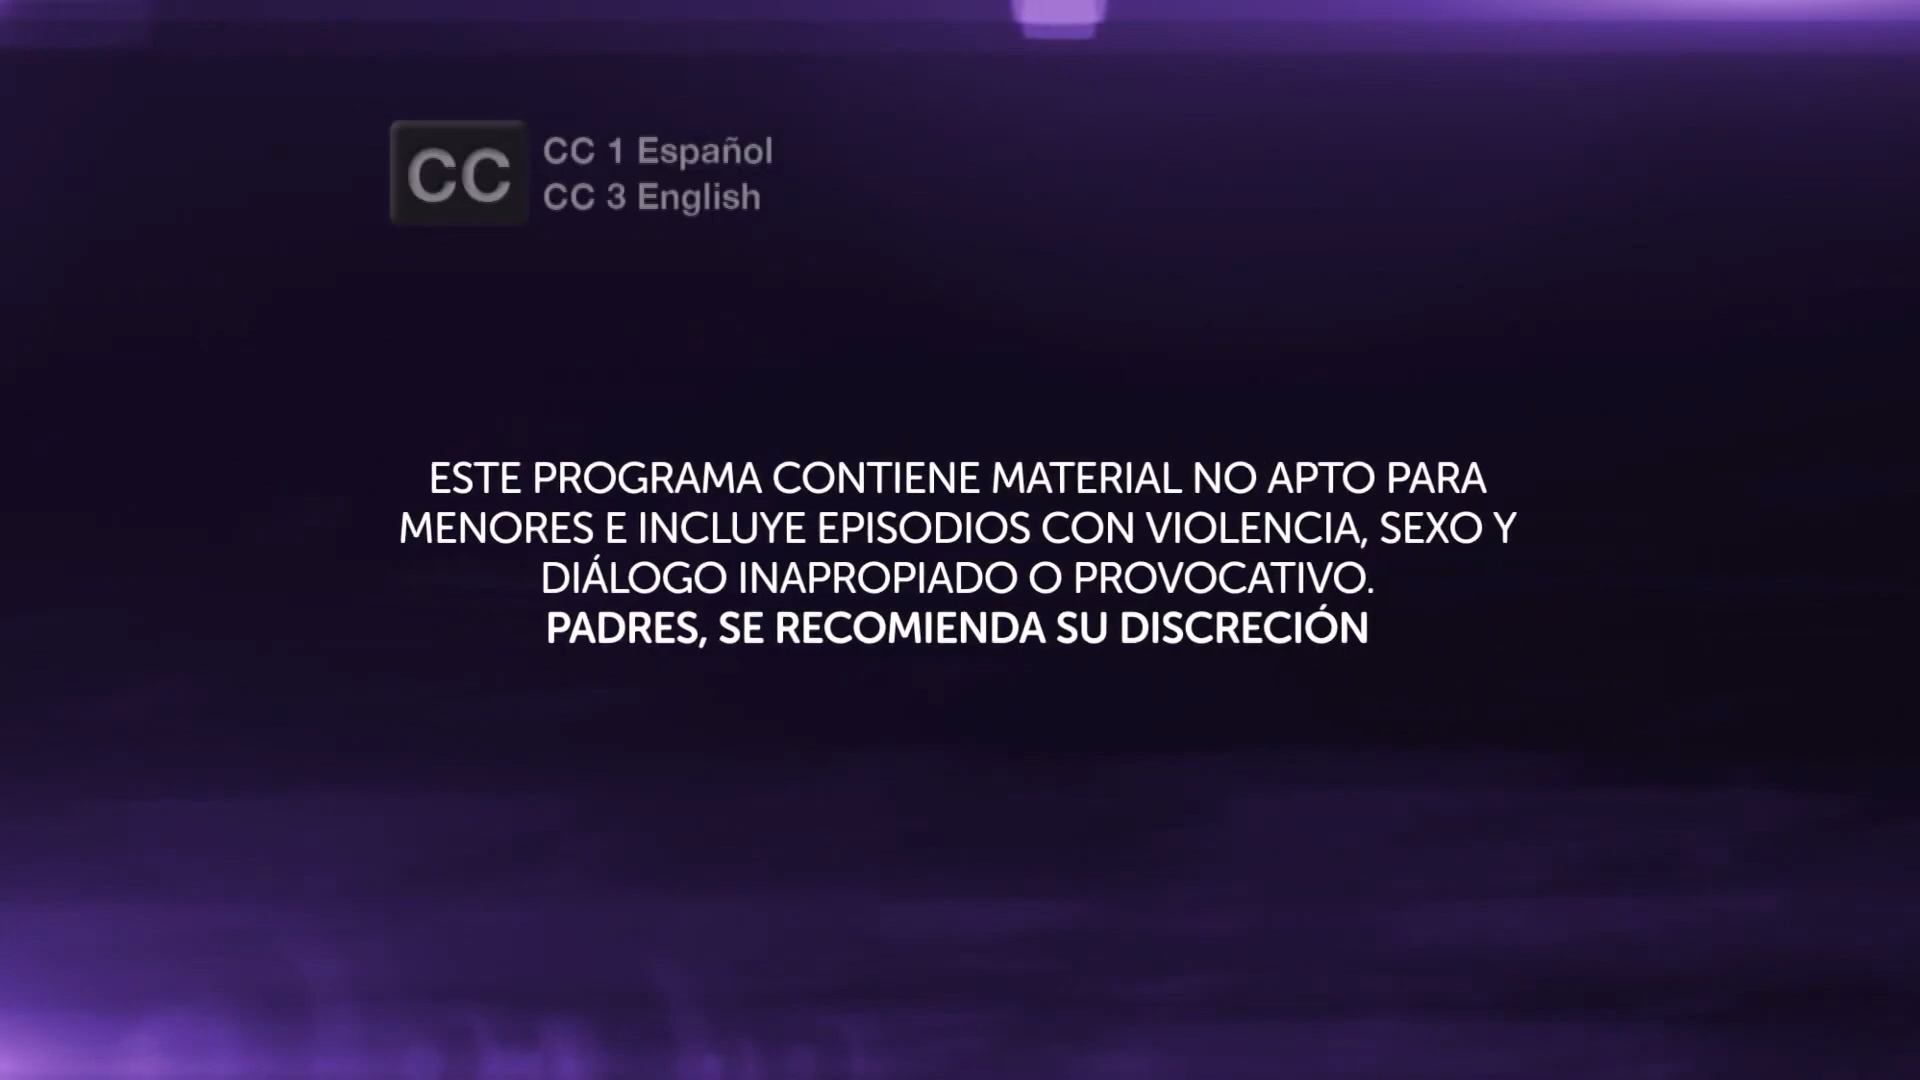 CC
CC 1 Español
CC 3 English
ESTE PROGRAMA CONTIENE MATERIAL NO APTO PARA
MENORES E INCLUYE EPISODIOS CON VIOLENCIA, SEXO Y
DIÁLOGO INAPROPIADO O PROVOCATIVO.
PADRES, SE RECOMIENDA SU DISCRECIÓN